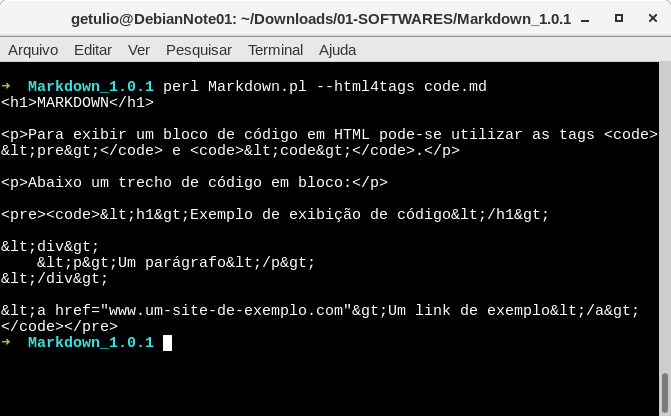 getulio@DebianNote01: ~/Downloads/01-SOFTWARES/Markdown_1.0.1
Arquivo Editar Ver Pesquisar Terminal Ajuda
➜  Markdown_1.0.1 perl Markdown.pl --html4tags code.md
<h1>MARKDOWN</h1>

<p>Para exibir um bloco de código em HTML pode-se utilizar as tags <code>
&lt;pre&gt;</code> e <code>&lt;code&gt;</code>.</p>

<p>Abaixo um trecho de código em bloco:</p>

<pre><code>&lt;h1&gt;Exemplo de exibição de código&lt;/h1&gt;

&lt;div&gt;
    &lt;p&gt;Um parágrafo&lt;/p&gt;
&lt;/div&gt;

&lt;a href="www.um-site-de-exemplo.com"&gt;Um link de exemplo&lt;/a&gt;
</code></pre>
➜  Markdown_1.0.1